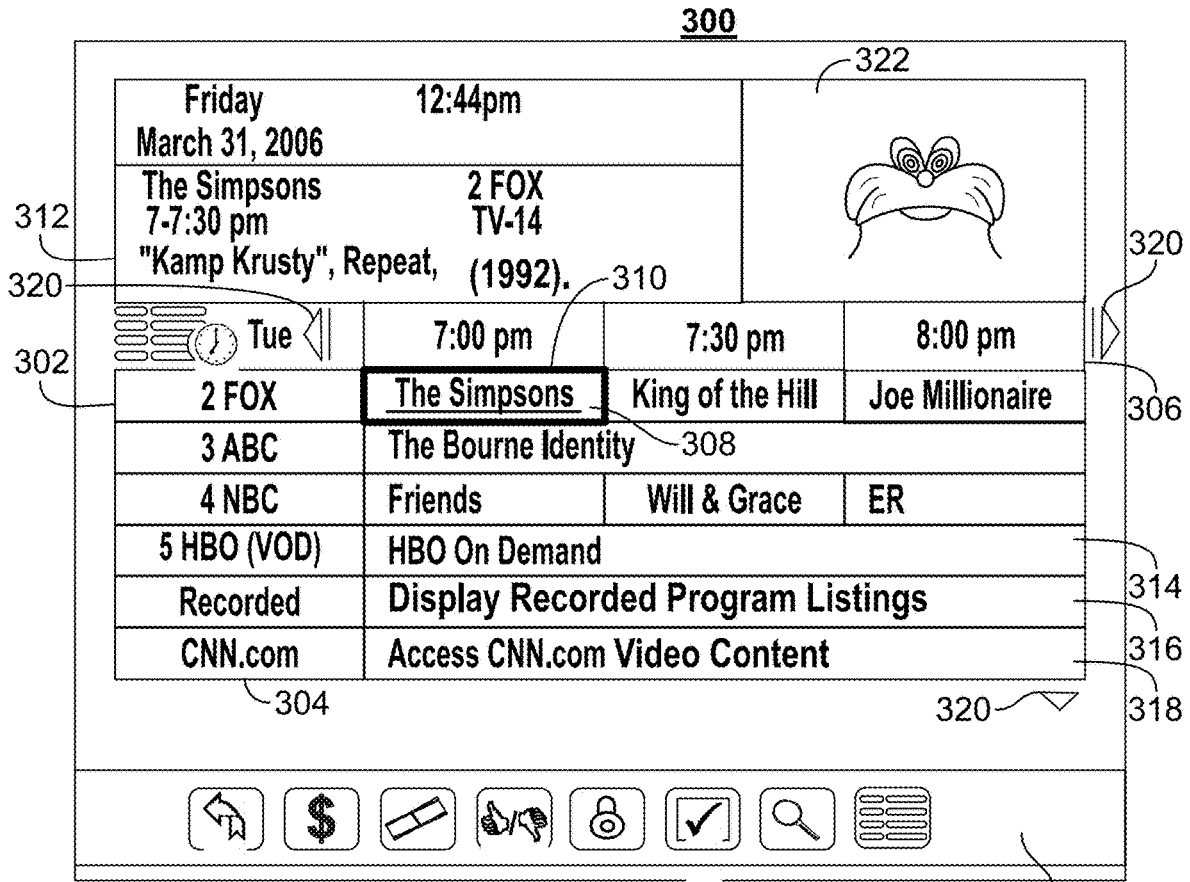 300
322
Friday 12:44pm
March 31, 2006
The Simpsons 2 FOX
312 7-7:30 pm TV-14
"Kamp Krusty", Repeat, (1992).
320 310 320
Tue 7:00 pm 7:30 pm 8:00 pm
302
2 FOX The Simpsons King of the Hill Joe Millionaire
306
3 ABC The Bourne Identity 308
4 NBC Friends Will & Grace ER
5 HBO (VOD) HBO On Demand
314
Recorded Display Recorded Program Listings
316
CNN.com Access CNN.com Video Content
304 320 318
$